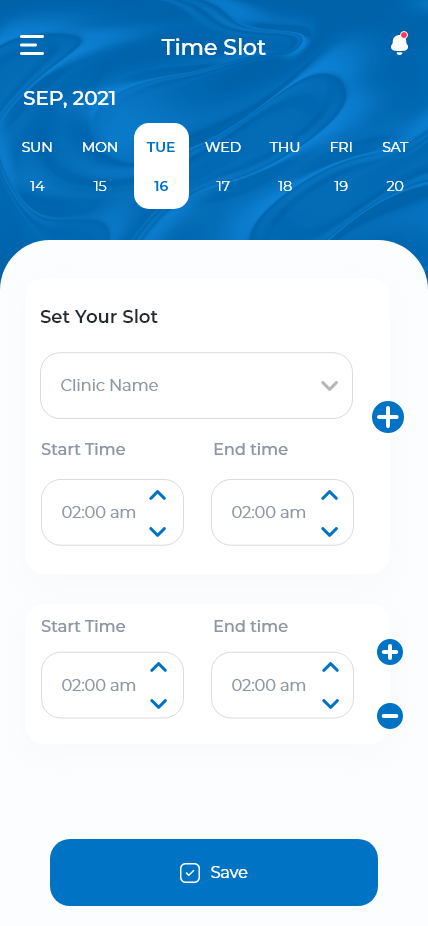 Time Slot
SEP, 2021
SUN MON TUE WED THU FRI SAT
14 15 16 17 18 19 20
Set Your Slot
Clinic Name
Start Time End time
02:00 am 02:00 am
Start Time End time
02:00 am 02:00 am
Save